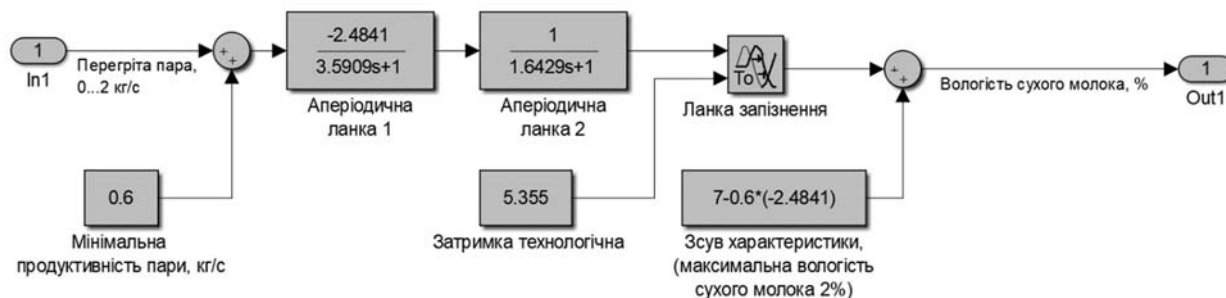 1
In1
Перегріта пара,
0...2 кг/с
+
+
-2.4841
3.5909s+1
Аперіодична
ланка 1
1
1.6429s+1
Аперіодична
ланка 2
To
Ланка запізнення
+
+
Вологість сухого молока, %
1
Out1
0.6
Мінімальна
продуктивність пари, кг/с
5.355
Затримка технологічна
7-0.6*(-2.4841)
Зсув характеристики,
(максимальна вологість
сухого молока 2%)